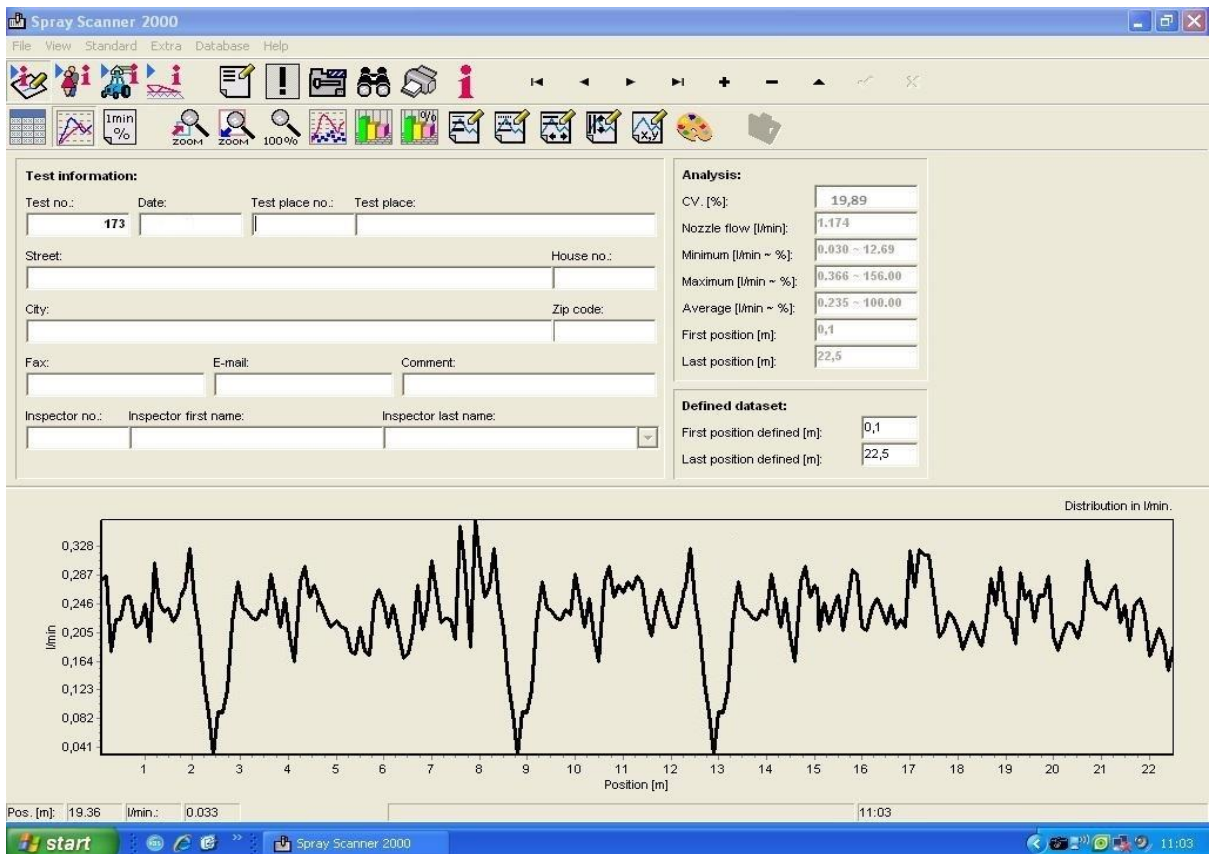 Spray Scanner 2000
File View Standard Extra Database Help
1min
%
ZOOM ZOOM 100% %
x,y
Test information:
Test no.: Date: Test place no.: Test place:
173
Street: House no.:
City: Zip code:
Fax: E-mail: Comment:
Inspector no.: Inspector first name: Inspector last name:
Analysis:
CV. [%]: 19,89
Nozzle flow [l/min]: 1.174
Minimum [l/min ~ %]: 0.030 ~ 12.69
Maximum [l/min ~ %]: 0.366 ~ 156.00
Average [l/min ~ %]: 0.235 ~ 100.00
First position [m]: 0,1
Last position [m]: 22,5
Defined dataset:
First position defined [m]: 0,1
Last position defined [m]: 22,5
Distribution in l/min.
l/min
0,328
0,287
0,246
0,205
0,164
0,123
0,082
0,041
1 2 3 4 5 6 7 8 9 10 11 12 13 14 15 16 17 18 19 20 21 22
Position [m]
Pos. [m]: 19.36 l/min.: 0.033 11:03
start Spray Scanner 2000 11:03